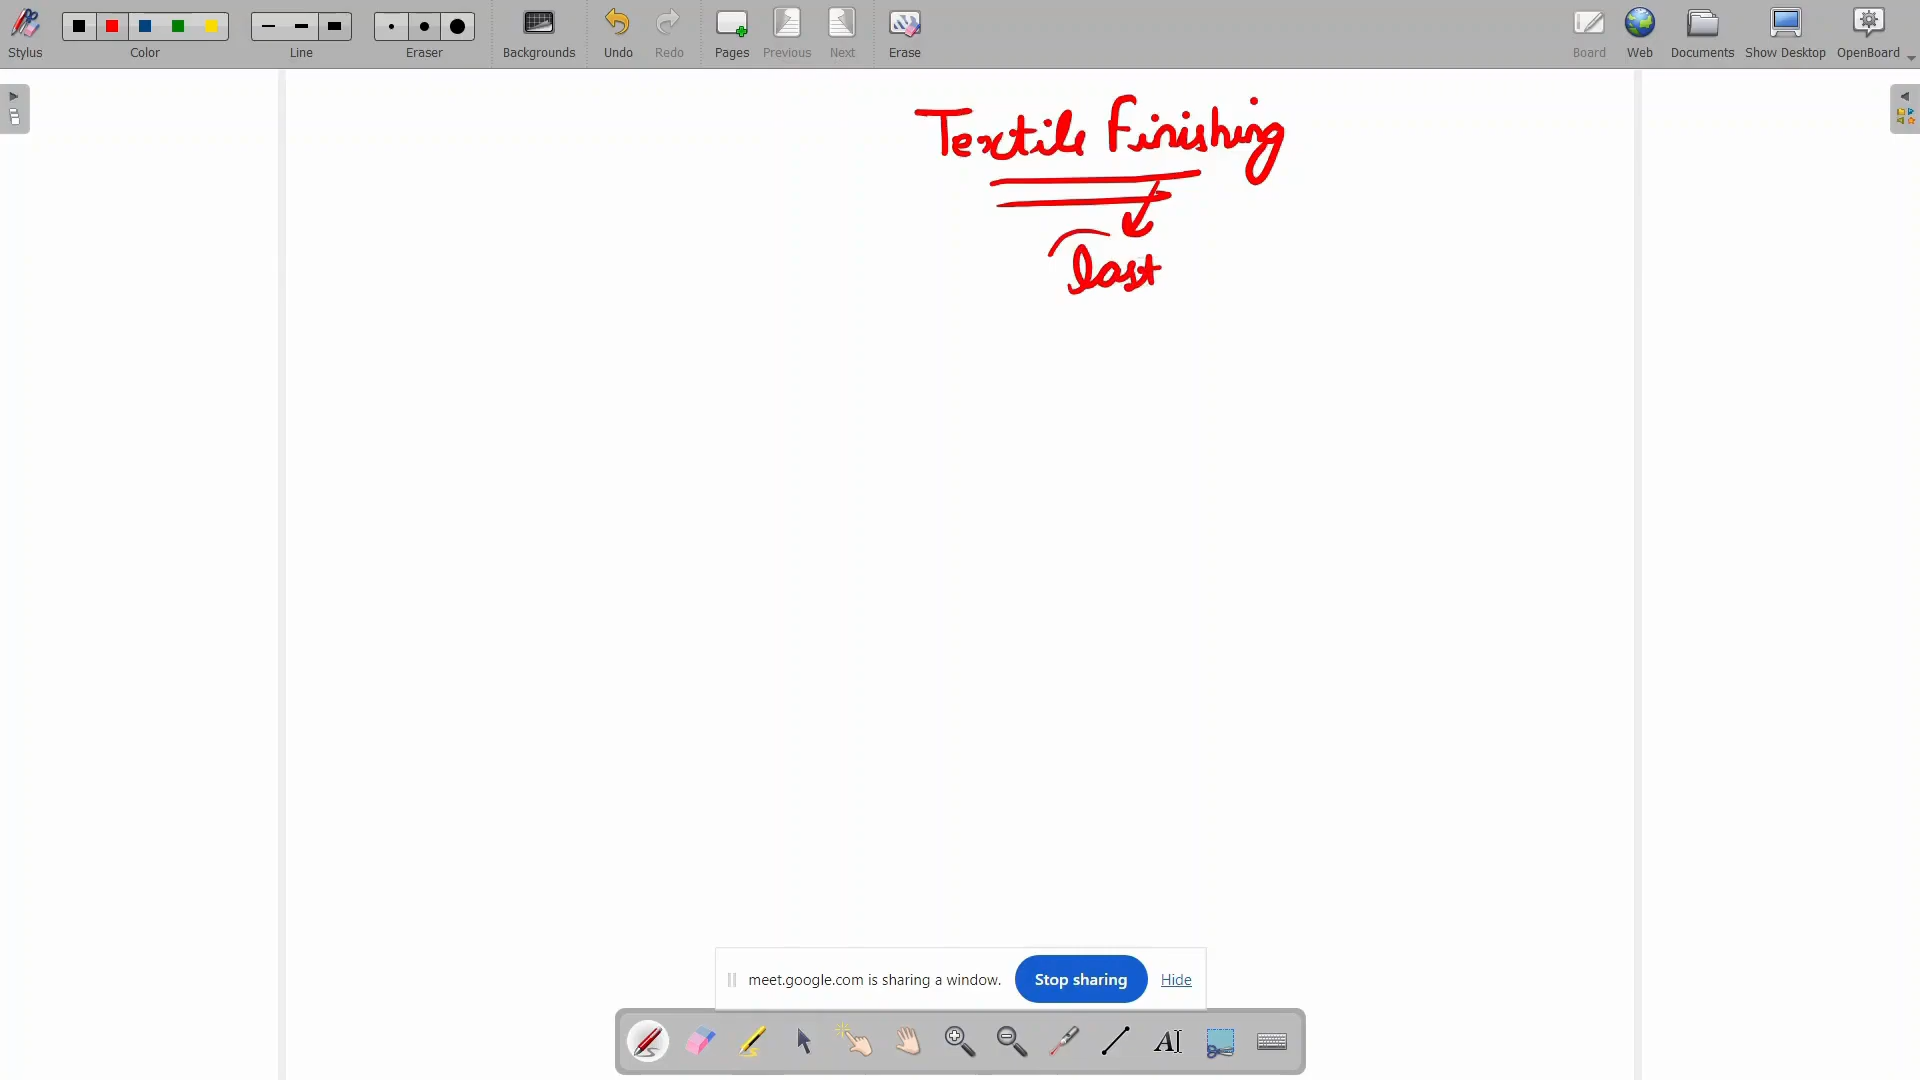 Stylus Color Line Eraser Backgrounds Undo Redo Pages Previous Next Erase Board Web Documents Show Desktop OpenBoard
Textile Finishing
last
meet.google.com is sharing a window. Stop sharing Hide